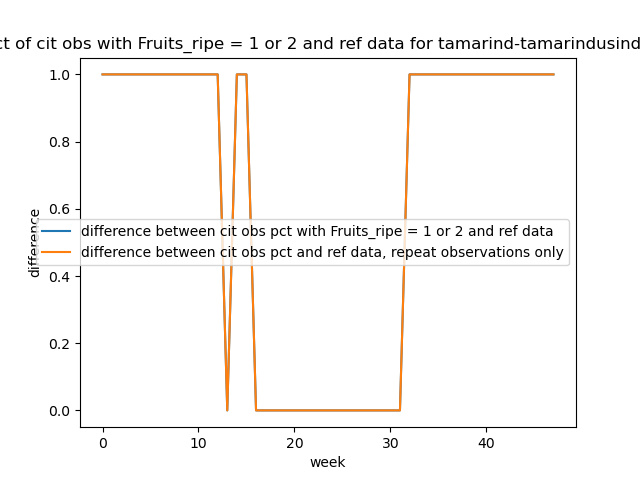 ct of cit obs with Fruits_ripe = 1 or 2 and ref data for tamarind-tamarindusind
1.0
0.8
0.6
0.4
0.2
0.0
difference
difference between cit obs pct with Fruits_ripe = 1 or 2 and ref data
difference between cit obs pct and ref data, repeat observations only
0 10 20 30 40
week